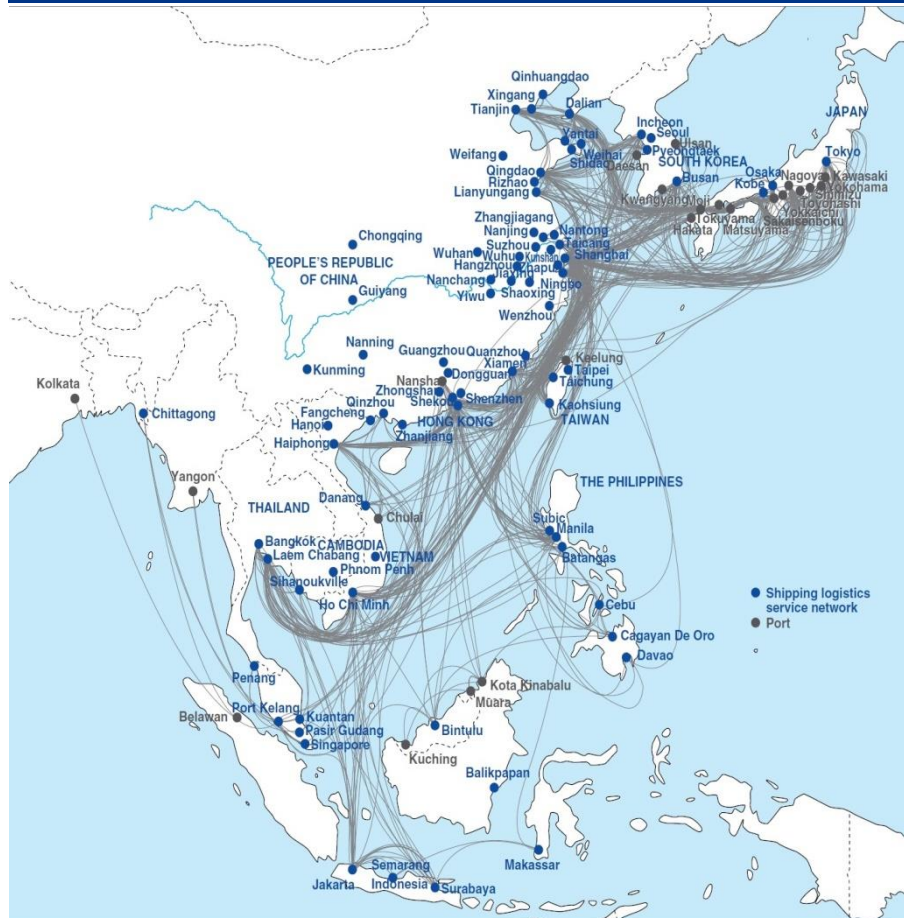 Qinhuangdao
Xingang
Tianjin
Dalian
JAPAN
Incheon
Seoul
Yantai
Ulsan
Weihai
Weifang
Shidao
Daesan
Pyeongtaek
Tokyo
SOUTH KOREA
Qingdao
Nagoya
Kawasaki
Osaka
Rizhao
Busan
Kobe
Yokohama
Lianyungang
Shimizu
Kwangyang
Moji
Toyohashi
Zhangjiagang
Tokuyama
Yokkaichi
Nanjing
Nantong
Hakata
Matsuyama
Sakaisenboku
Chongqing
Suzhou
Taicang
Wuhan
Wuhu
Kunshan
Shanghai
PEOPLE'S REPUBLIC
OF CHINA
Hangzhou
Zhapu
Nanchang
Jiaxing
Ningbo
Guiyang
Yiwu
Shaoxing
Wenzhou
Nanning
Guangzhou
Quanzhou
Keelung
Xiamen
Kunming
Dongguan
Taipei
Kolkata
Nansha
Taichung
Zhongshan
Shenzhen
Qinzhou
Shekou
Chittagong
Fangcheng
Kaohsiung
HONG KONG
TAIWAN
Hanoi
Zhanjiang
Haiphong
Yangon
THE PHILIPPINES
Danang
THAILAND
Chulai
Subic
Manila
Bangkok
CAMBODIA
Laem Chabang
VIETNAM
Batangas
Phnom Penh
Sihanoukville
Shipping logistics
service network
Ho Chi Minh
Cebu
Port
Cagayan De Oro
Davao
Penang
Kota Kinabalu
Muara
Port Kelang
Belawan
Kuantan
Pasir Gudang
Bintulu
Singapore
Kuching
Balikpapan
Semarang
Makassar
Jakarta
Indonesia
Surabaya